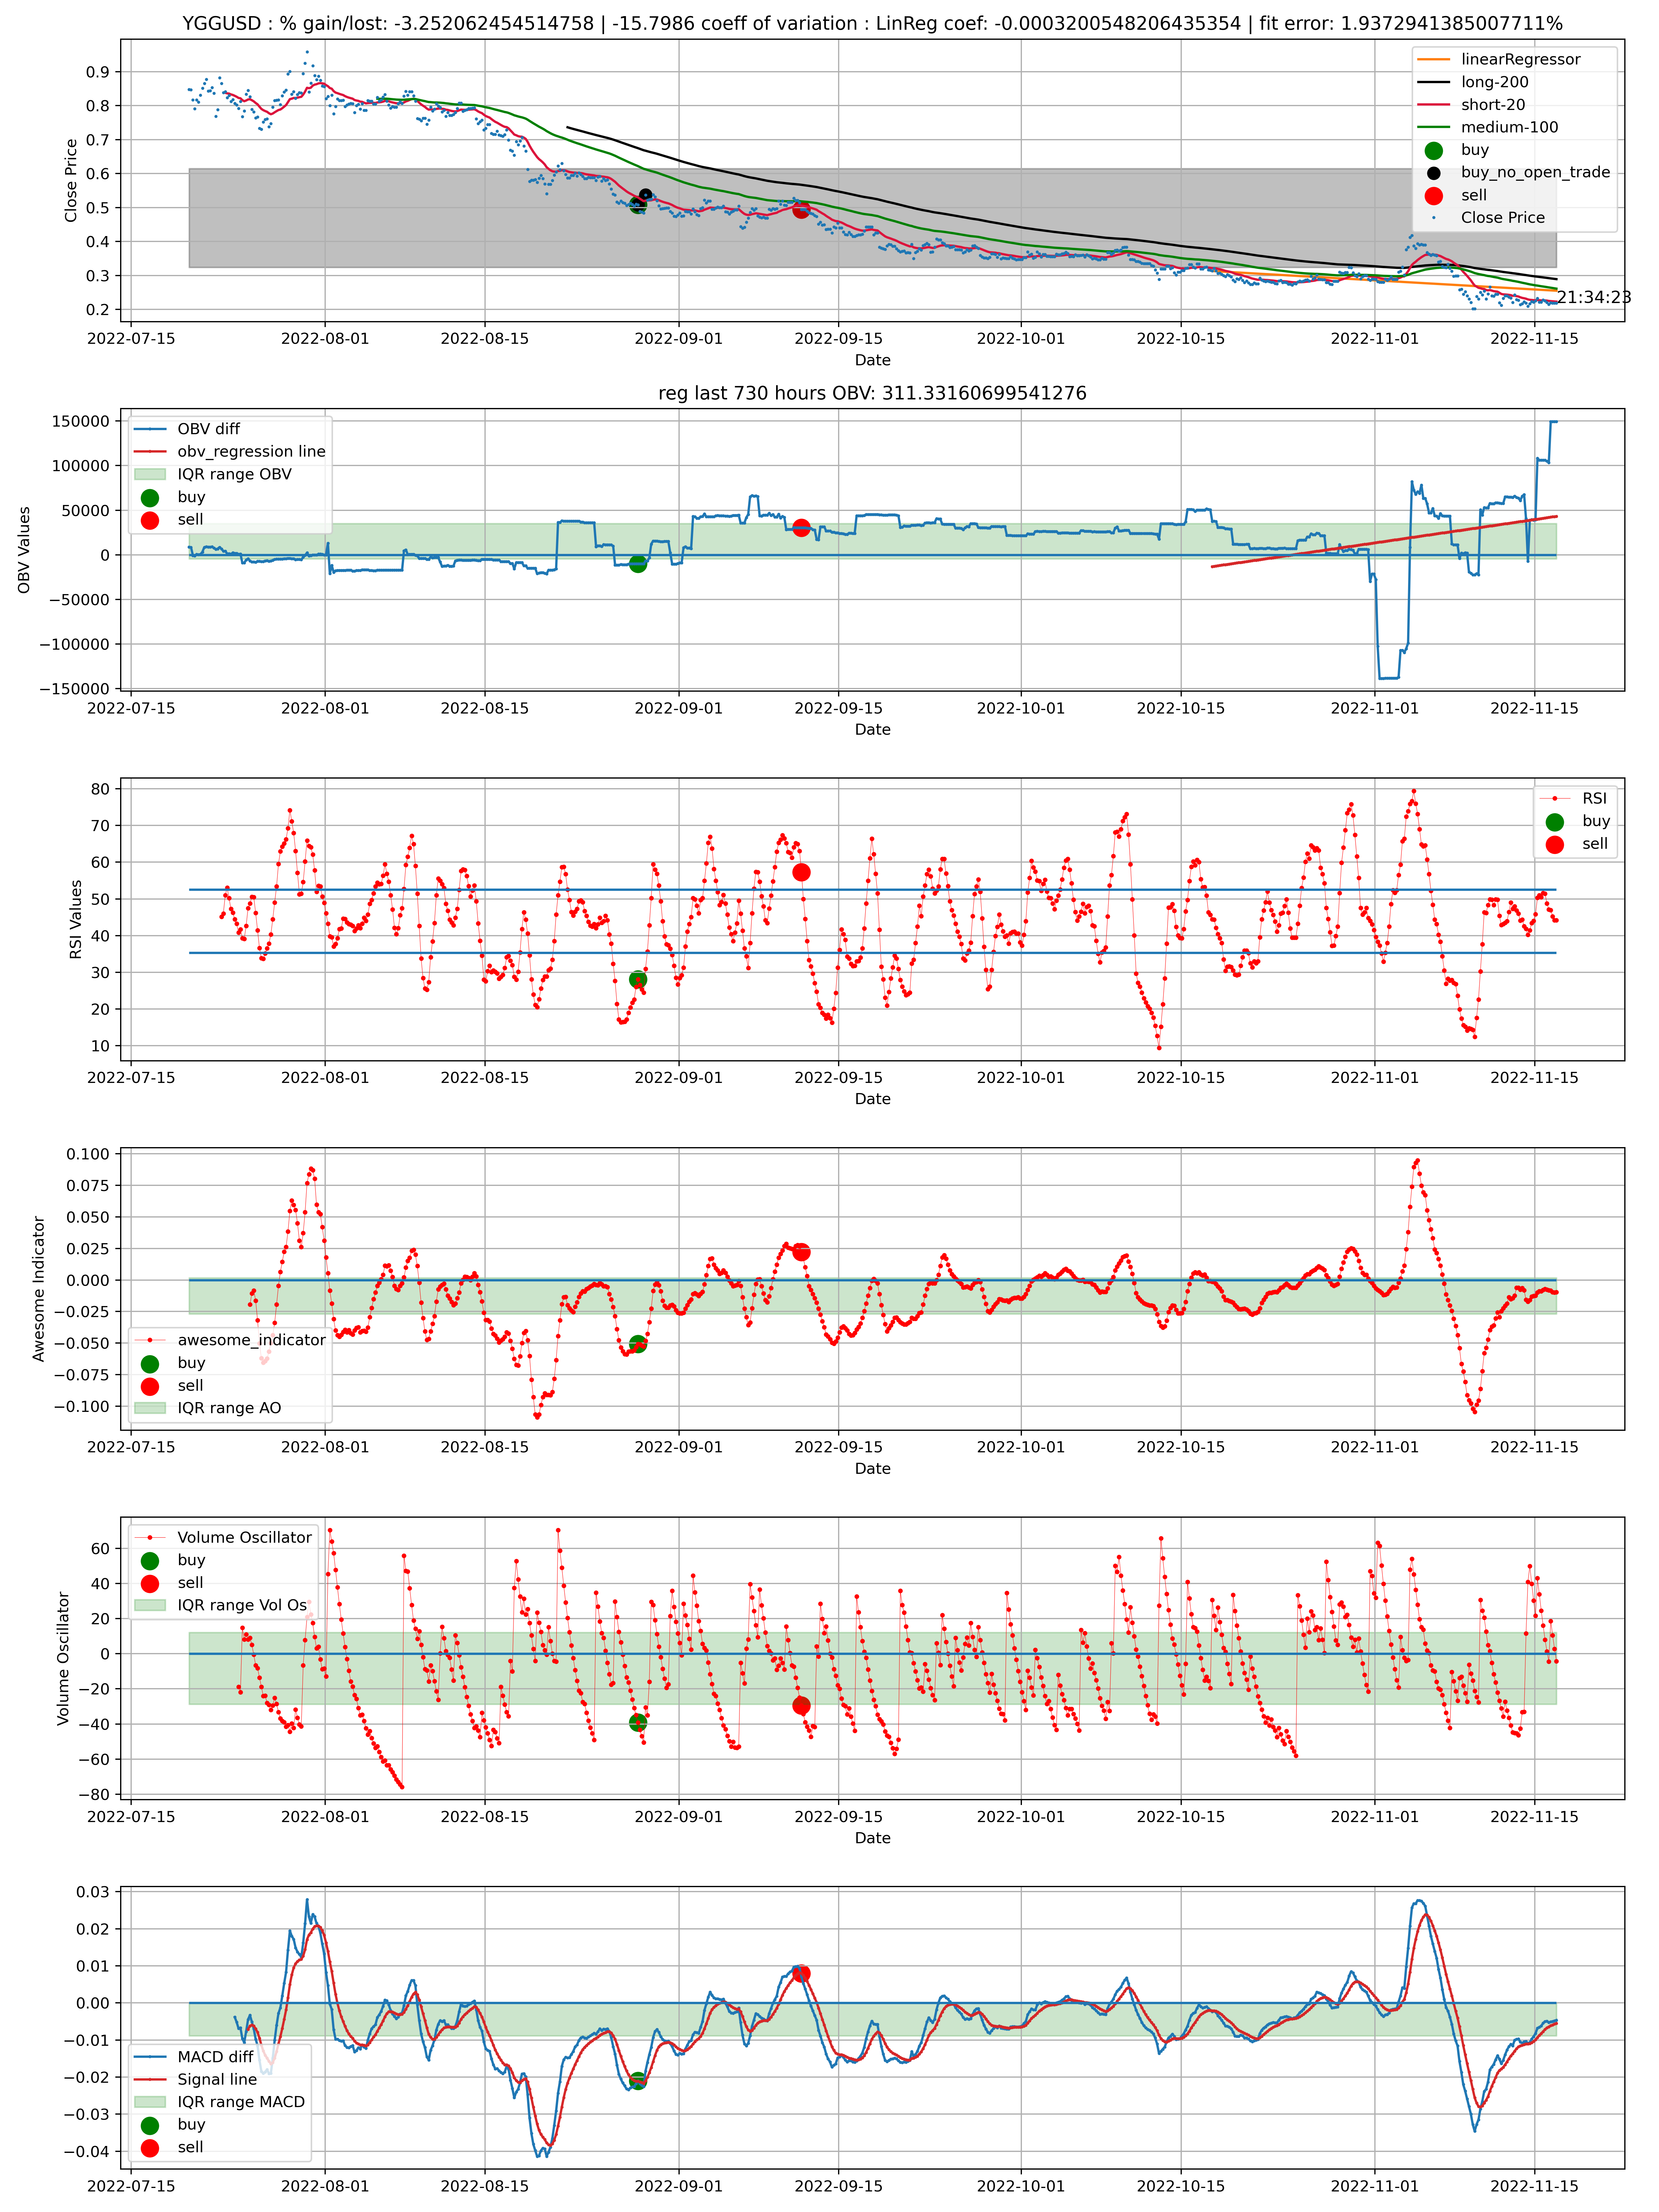 YGGUSD : % gain/lost: -3.252062454514758 | -15.7986 coeff of variation : LinReg coef: -0.0003200548206435354 | fit error: 1.9372941385007711%
Close Price
0.9
0.8
0.7
0.6
0.5
0.4
0.3
0.2
linearRegressor
long-200
short-20
medium-100
buy
buy_no_open_trade
sell
Close Price
21:34:23
2022-07-15 2022-08-01 2022-08-15 2022-09-01 2022-09-15 2022-10-01 2022-10-15 2022-11-01 2022-11-15
Date
reg last 730 hours OBV: 311.33160699541276
OBV Values
150000
100000
50000
0
−50000
−100000
−150000
OBV diff
obv_regression line
IQR range OBV
buy
sell
2022-07-15 2022-08-01 2022-08-15 2022-09-01 2022-09-15 2022-10-01 2022-10-15 2022-11-01 2022-11-15
Date
RSI Values
80
70
60
50
40
30
20
10
RSI
buy
sell
2022-07-15 2022-08-01 2022-08-15 2022-09-01 2022-09-15 2022-10-01 2022-10-15 2022-11-01 2022-11-15
Date
Awesome Indicator
0.100
0.075
0.050
0.025
0.000
−0.025
−0.050
−0.075
−0.100
awesome_indicator
buy
sell
IQR range AO
2022-07-15 2022-08-01 2022-08-15 2022-09-01 2022-09-15 2022-10-01 2022-10-15 2022-11-01 2022-11-15
Date
Volume Oscillator
60
40
20
0
−20
−40
−60
−80
Volume Oscillator
buy
sell
IQR range Vol Os
2022-07-15 2022-08-01 2022-08-15 2022-09-01 2022-09-15 2022-10-01 2022-10-15 2022-11-01 2022-11-15
Date
0.03
0.02
0.01
0.00
−0.01
−0.02
−0.03
−0.04
MACD diff
Signal line
IQR range MACD
buy
sell
2022-07-15 2022-08-01 2022-08-15 2022-09-01 2022-09-15 2022-10-01 2022-10-15 2022-11-01 2022-11-15